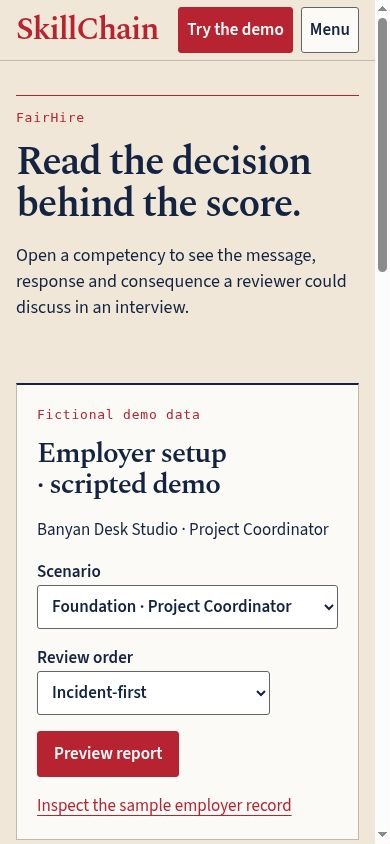 SkillChain
Try the demo
Menu
FairHire
Read the decision
behind the score.
Open a competency to see the message,
response and consequence a reviewer could
discuss in an interview.
Fictional demo data
Employer setup
· scripted demo
Banyan Desk Studio · Project Coordinator
Scenario
Foundation · Project Coordinator
Review order
Incident-first
Preview report
Inspect the sample employer record